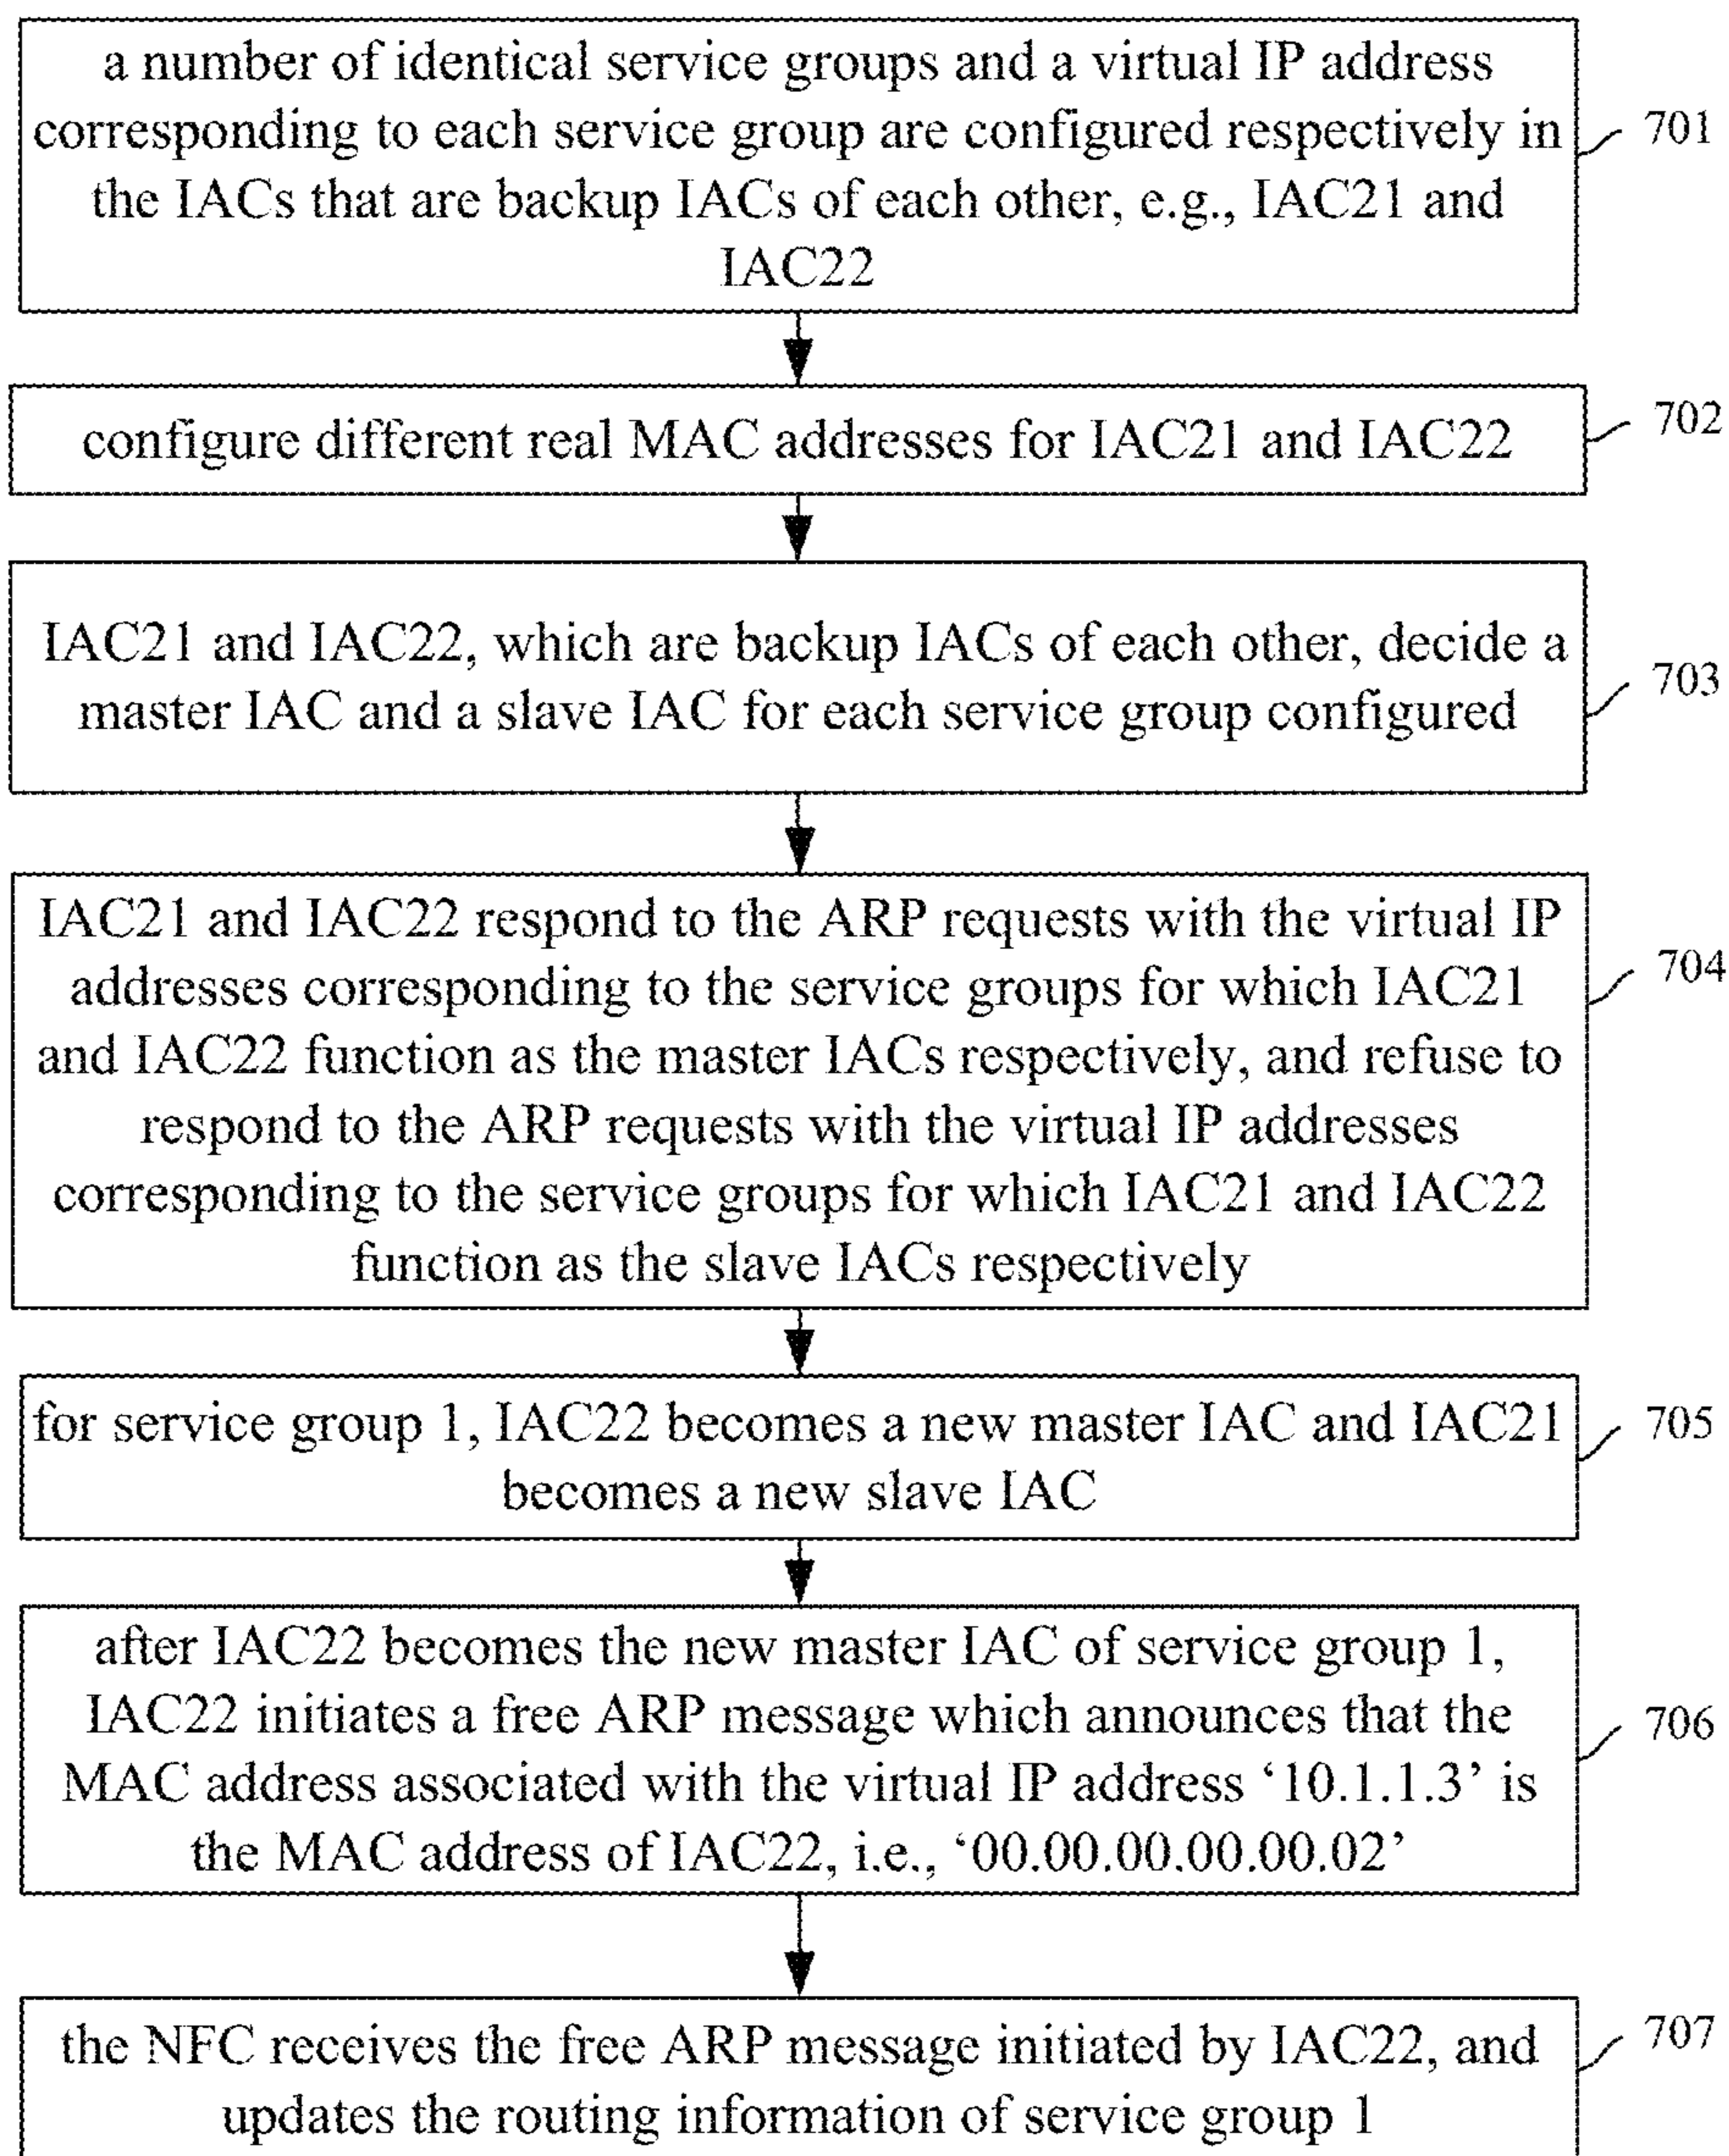 a number of identical service groups and a virtual IP address
corresponding to each service group are configured respectively in
the IACs that are backup IACs of each other, e.g., IAC21 and
IAC22
701
configure different real MAC addresses for IAC21 and IAC22
702
IAC21 and IAC22, which are backup IACs of each other, decide a
master IAC and a slave IAC for each service group configured
703
IAC21 and IAC22 respond to the ARP requests with the virtual IP
addresses corresponding to the service groups for which IAC21
and IAC22 function as the master IACs respectively, and refuse to
respond to the ARP requests with the virtual IP addresses
corresponding to the service groups for which IAC21 and IAC22
function as the slave IACs respectively
704
for service group 1, IAC22 becomes a new master IAC and IAC21
becomes a new slave IAC
705
after IAC22 becomes the new master IAC of service group 1,
IAC22 initiates a free ARP message which announces that the
MAC address associated with the virtual IP address ‘10.1.1.3’ is
the MAC address of IAC22, i.e., ‘00.00.00.00.00.02’
706
the NFC receives the free ARP message initiated by IAC22, and
updates the routing information of service group 1
707